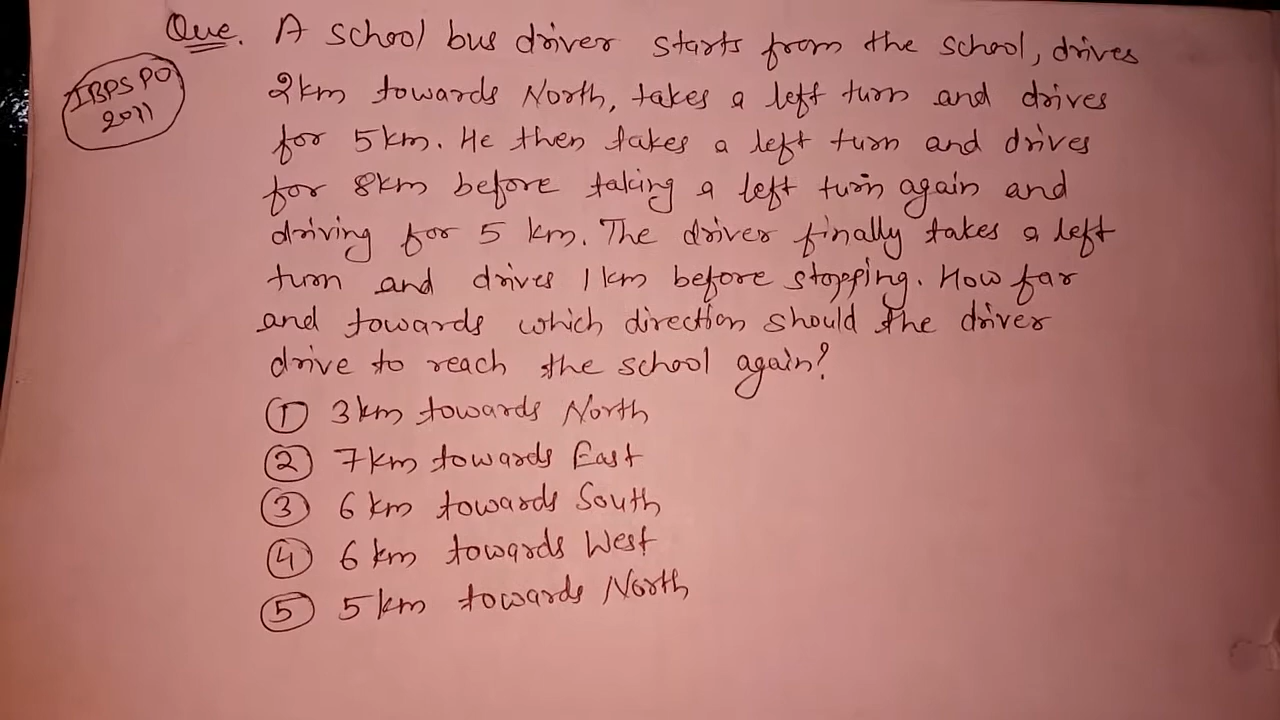 Que. A school bus driver starts from the school, drives
IBPS PO
2011
2km towards North, takes a left turn and drives
for 5km. He then takes a left turn and drives
for 8km before taking a left turn again and
driving for 5 km. The driver finally takes a left
turn and drives 1km before stopping. How far
and towards which direction should the driver
drive to reach the school again?
① 3km towards North
② 7km towards East
③ 6km towards South
④ 6km towards West
⑤ 5km towards North